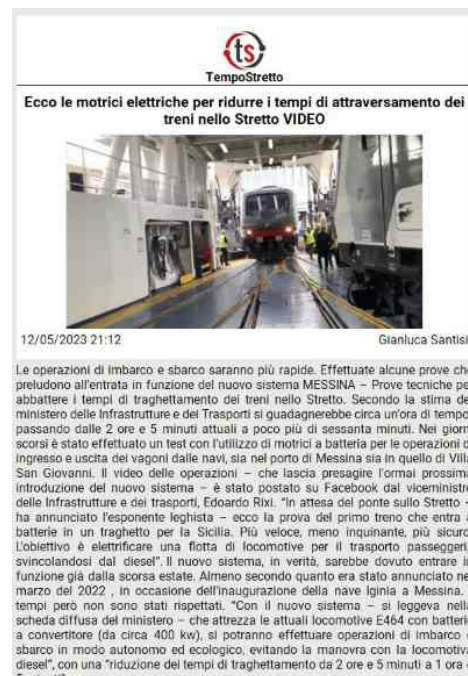 ts
TempoStretto
Ecco le motrici elettriche per ridurre i tempi di attraversamento dei
treni nello Stretto VIDEO
12/05/2023 21:12 Gianluca Santisi
Le operazioni di imbarco e sbarco saranno più rapide. Effettuate alcune prove che
preludono all'entrata in funzione del nuovo sistema MESSINA – Prove tecniche pe
abbattere i tempi di traghettamento dei treni nello Stretto. Secondo la stima de
ministero delle Infrastrutture e dei Trasporti si guadagnerebbe circa un'ora di tempo
passando dalle 2 ore e 5 minuti attuali a poco più di sessanta minuti. Nei giorn
scorsi è stato effettuato un test con l'utilizzo di motrici a batteria per le operazioni d
ingresso e uscita dei vagoni dalle navi, sia nel porto di Messina sia in quello di Villa
San Giovanni. Il video delle operazioni – che lascia presagire l'ormai prossima
introduzione del nuovo sistema – è stato postato su Facebook dal viceministro
delle Infrastrutture e dei trasporti, Edoardo Rixi. "In attesa del ponte sullo Stretto –
ha annunciato l'esponente leghista – ecco la prova del primo treno che entra a
batterie in un traghetto per la Sicilia. Più veloce, meno inquinante, più sicuro
L'obiettivo è elettrificare una flotta di locomotive per il trasporto passeggeri,
svincolandosi dal diesel". Il nuovo sistema, in verità, sarebbe dovuto entrare i
funzione già dalla scorsa estate. Almeno secondo quanto era stato annunciato ne
marzo del 2022 , in occasione dell'inaugurazione della nave Iginia a Messina.
tempi però non sono stati rispettati. "Con il nuovo sistema – si leggeva nella
scheda diffusa del ministero – che attrezza le attuali locomotive E464 con batteri
a convertitore (da circa 400 kw), si potranno effettuare operazioni di imbarco e
sbarco in modo autonomo ed ecologico, evitando la manovra con la locomotiva
diesel", con una "riduzione dei tempi di traghettamento da 2 ore e 5 minuti a 1 ora e